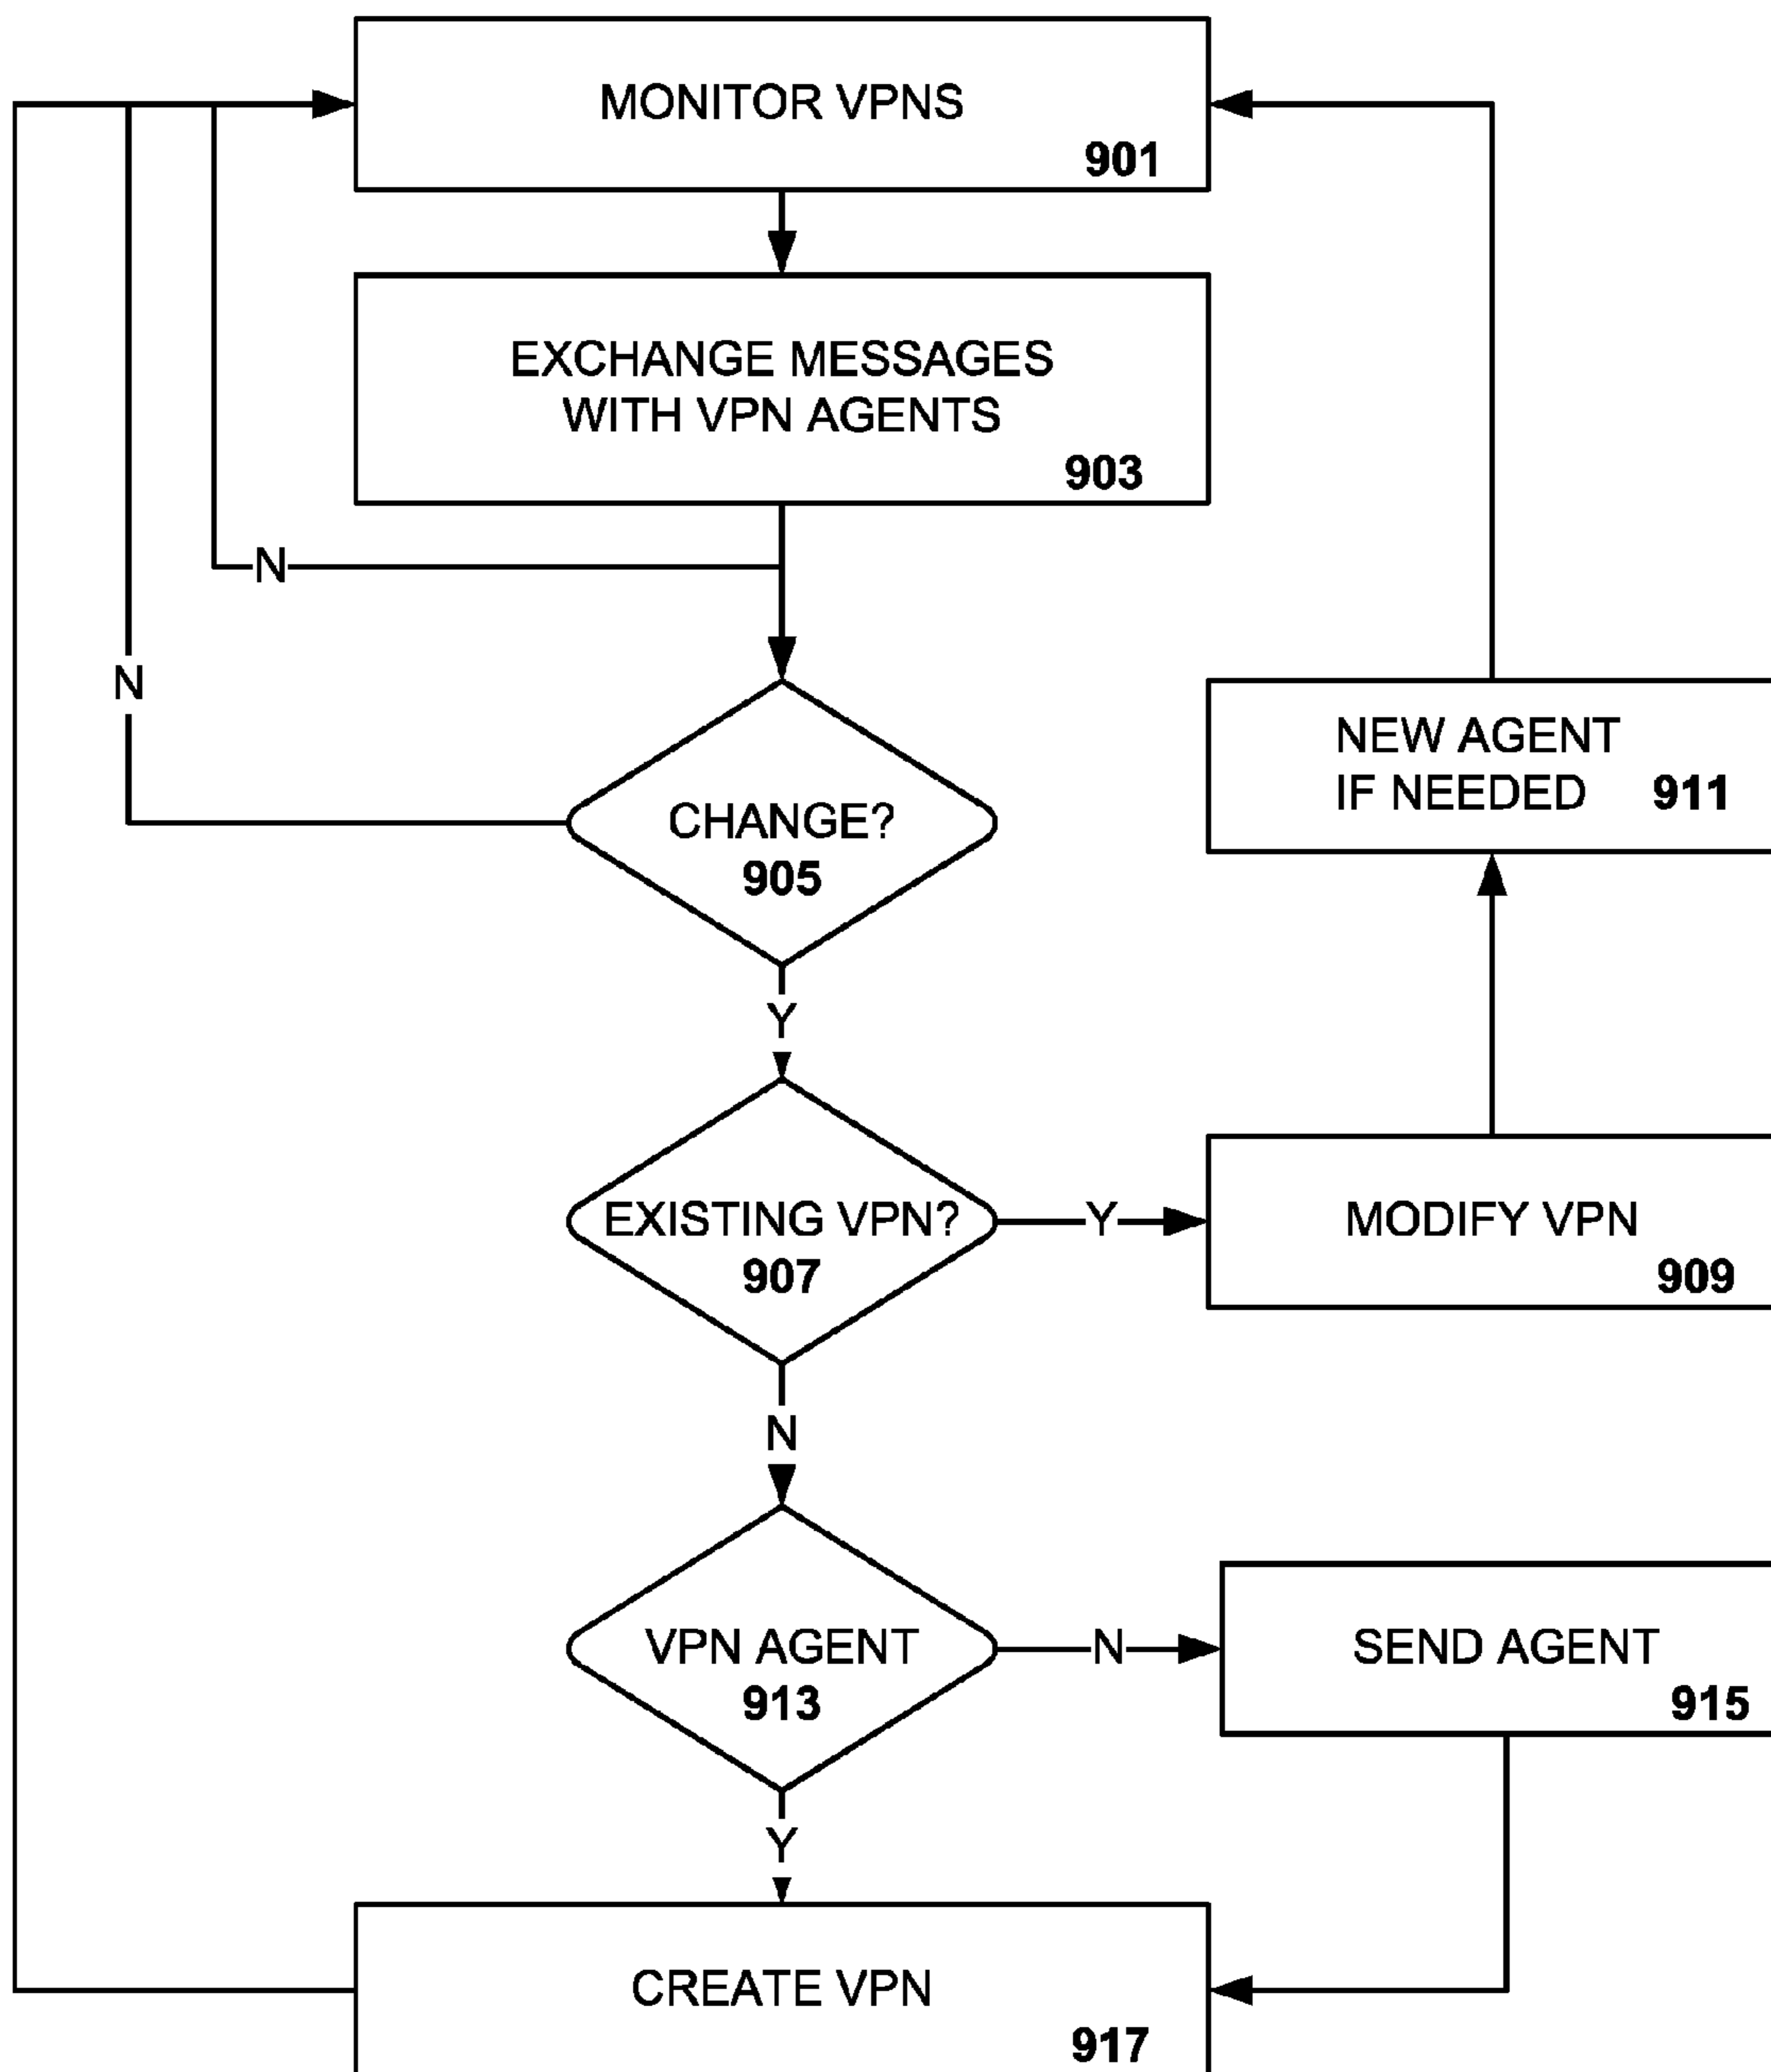 MONITOR VPNS
901
EXCHANGE MESSAGES
WITH VPN AGENTS
903
N
N
CHANGE?
905
NEW AGENT
IF NEEDED 911
Y
EXISTING VPN?
907
Y
MODIFY VPN
909
N
VPN AGENT
913
N
SEND AGENT
915
Y
CREATE VPN
917